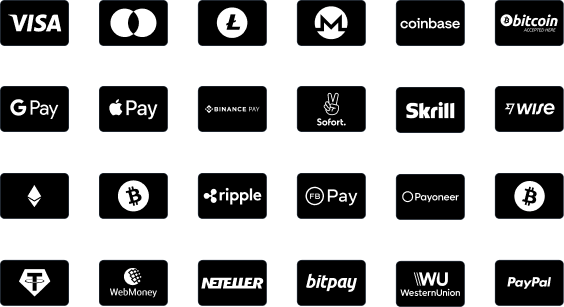 VISA
Ł
M
coinbase
bitcoin
ACCEPTED HERE
G Pay
Pay
BINANCE PAY
Sofort.
Skrill
7wise
ripple
FB Pay
Payoneer
T
WebMoney
NETELLER
bitpay
WU
WesternUnion
PayPal